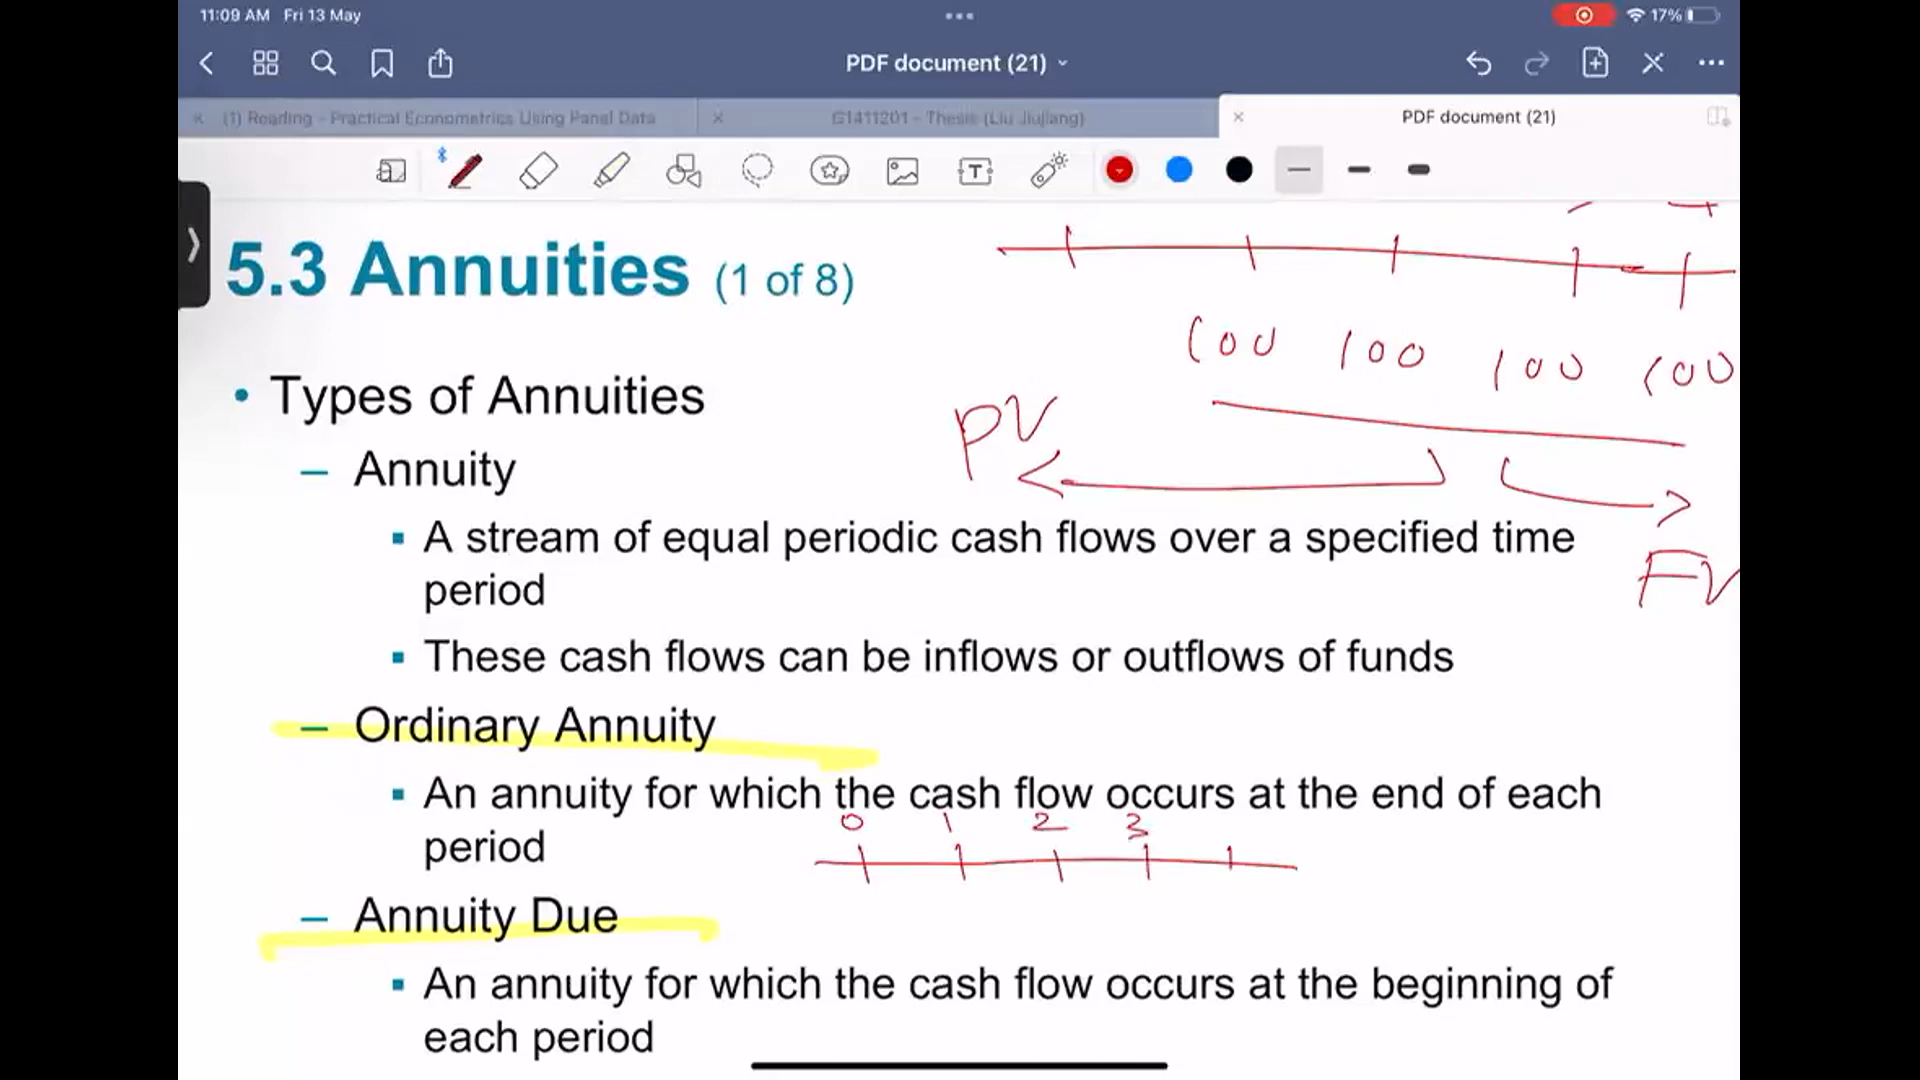 11:09 AM Fri 13 May
17%
PDF document (21)
(1) Reading - Practical Econometrics Using Panel Data
G1411201 - Thesis (Liu Jiujiang)
PDF document (21)
5.3 Annuities (1 of 8)
100 100 100 100
• Types of Annuities
PV
– Annuity
▪ A stream of equal periodic cash flows over a specified time
period
FV
▪ These cash flows can be inflows or outflows of funds
– Ordinary Annuity
▪ An annuity for which the cash flow occurs at the end of each
period
0 1 2 3
– Annuity Due
▪ An annuity for which the cash flow occurs at the beginning of
each period